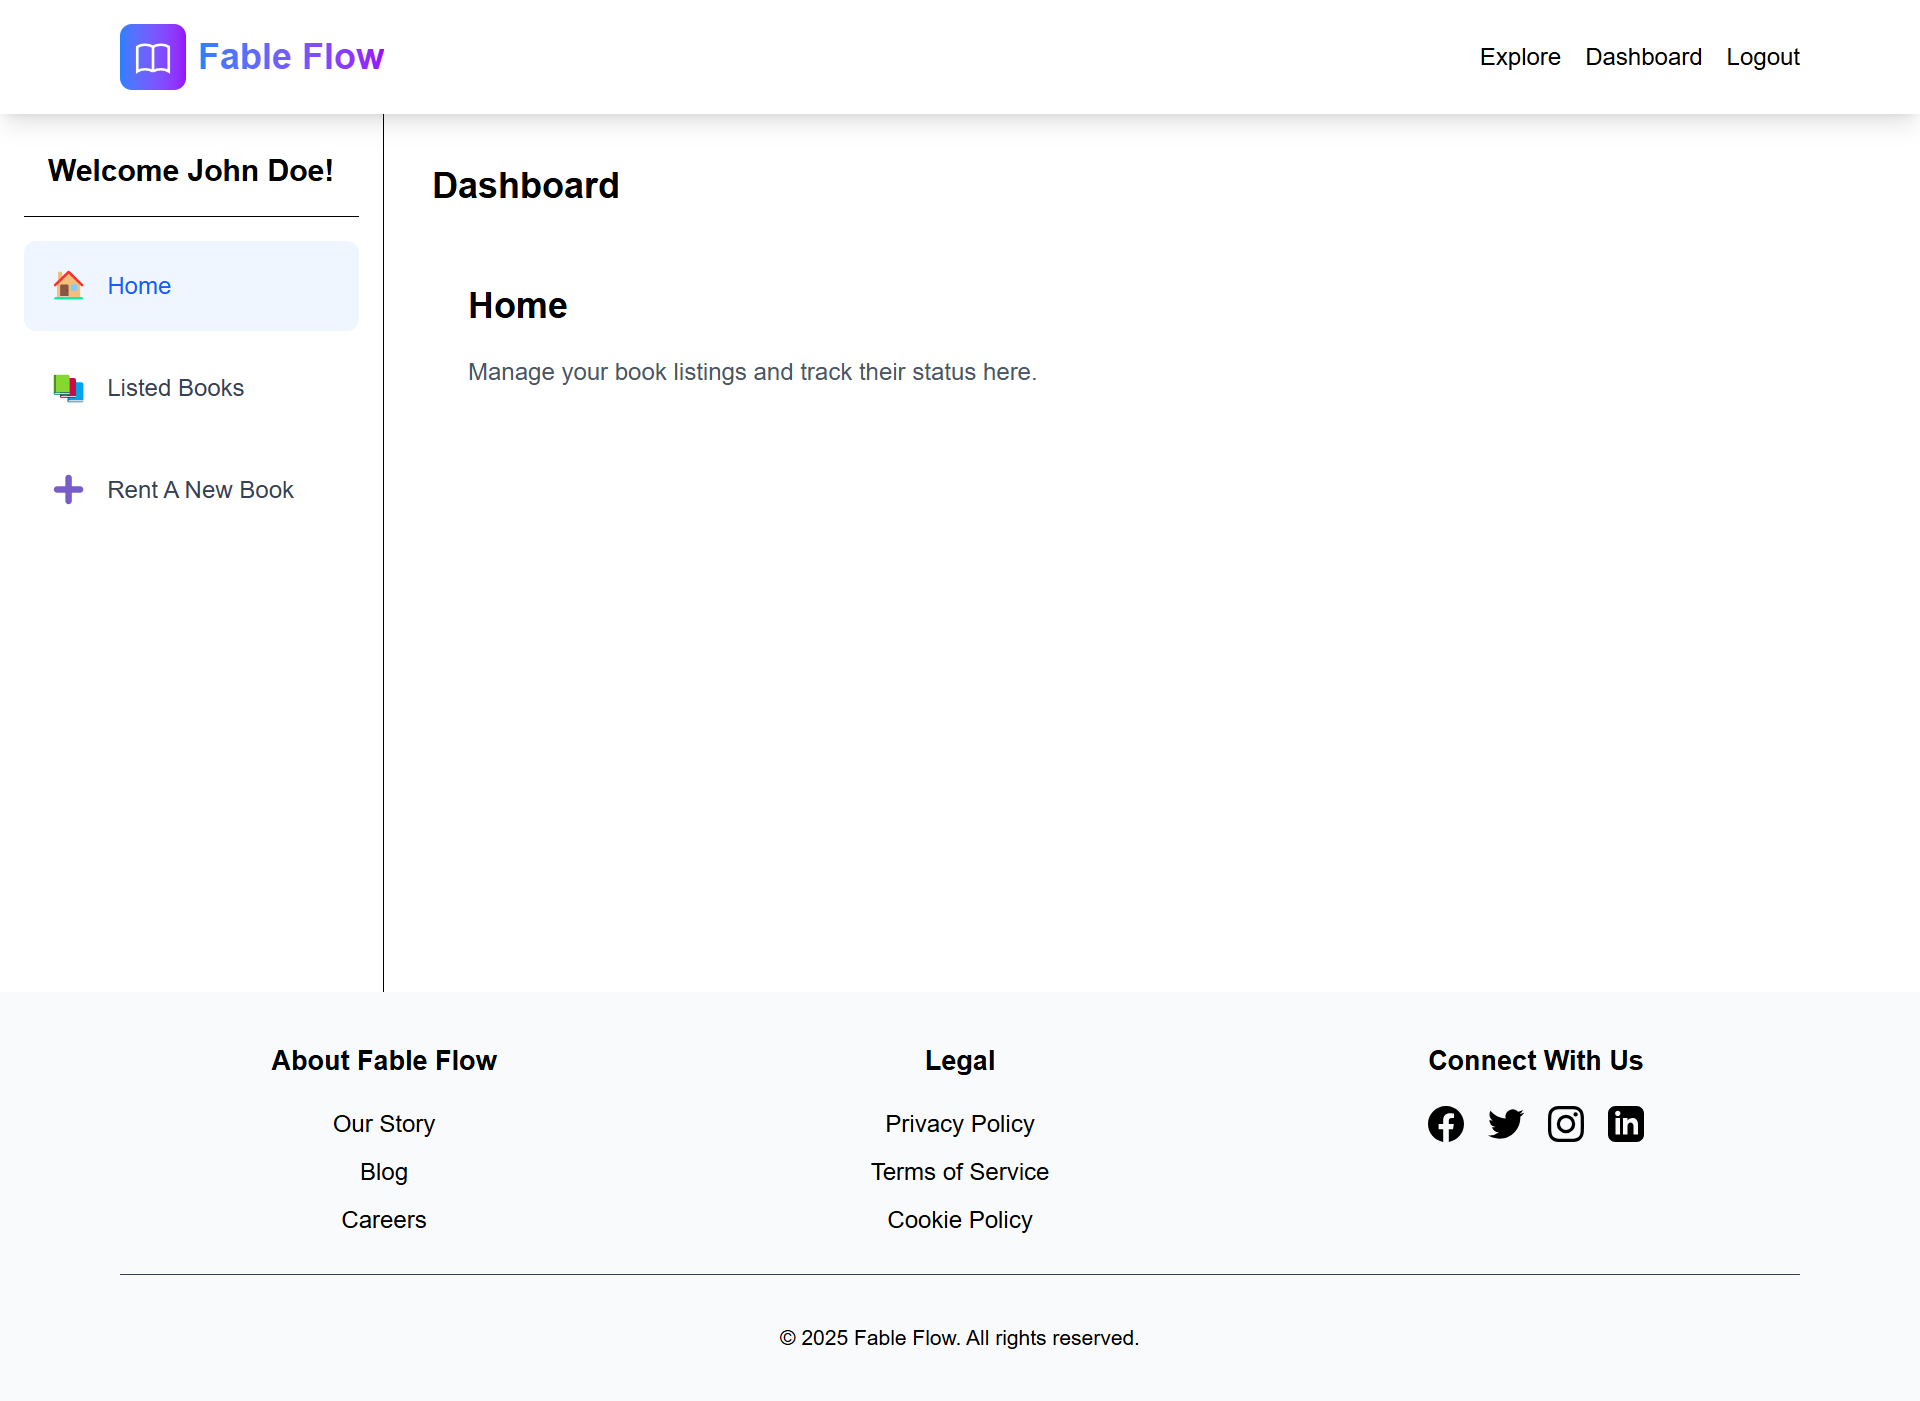 Fable Flow
Explore Dashboard Logout
Welcome John Doe!
Home
Listed Books
Rent A New Book
Dashboard
Home
Manage your book listings and track their status here.
About Fable Flow
Our Story
Blog
Careers
Legal
Privacy Policy
Terms of Service
Cookie Policy
Connect With Us
© 2025 Fable Flow. All rights reserved.